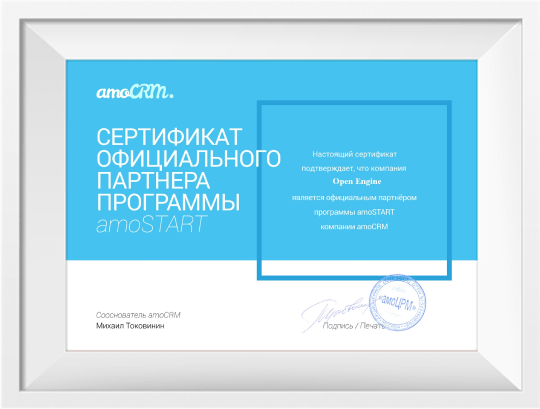 amoCRM.
СЕРТИФИКАТ
ОФИЦИАЛЬНОГО
ПАРТНЕРА
ПРОГРАММЫ
amoSTART
Настоящий сертификат
подтверждает, что компания
Open Engine
является официальным партнёром
программы amoSTART
компании amoCRM
Сооснователь amoCRM
Михаил Токовинин
Подпись / Печать
«амоЦРМ»